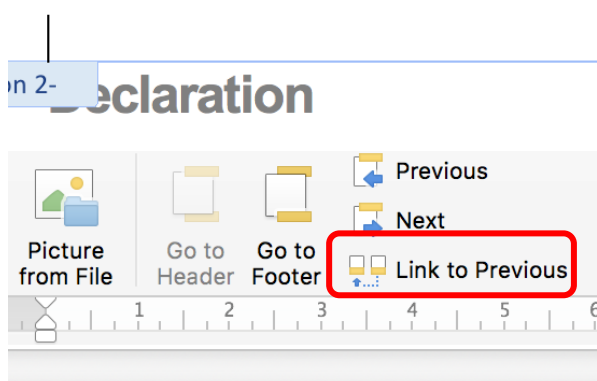 on 2-
Declaration
Previous
Next
Picture from File
Go to Header
Go to Footer
Link to Previous
1 2 3 4 5 6